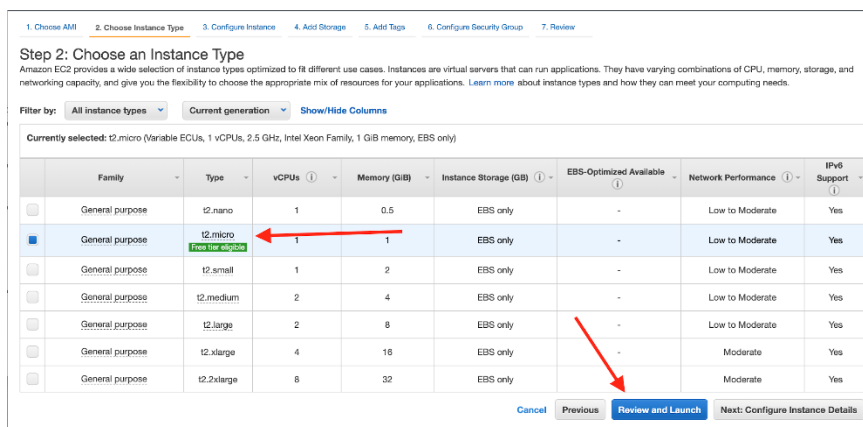 1. Choose AMI 2. Choose Instance Type 3. Configure Instance 4. Add Storage 5. Add Tags 6. Configure Security Group 7. Review
Step 2: Choose an Instance Type
Amazon EC2 provides a wide selection of instance types optimized to fit different use cases. Instances are virtual servers that can run applications. They have varying combinations of CPU, memory, storage, and
networking capacity, and give you the flexibility to choose the appropriate mix of resources for your applications. Learn more about instance types and how they can meet your computing needs.
Filter by: All instance types Current generation Show/Hide Columns
Currently selected: t2.micro (Variable ECUs, 1 vCPUs, 2.5 GHz, Intel Xeon Family, 1 GiB memory, EBS only)
Family Type vCPUs Memory (GiB) Instance Storage (GB) EBS-Optimized Available Network Performance IPv6 Support
General purpose t2.nano 1 0.5 EBS only - Low to Moderate Yes
General purpose t2.micro Free tier eligible 1 1 EBS only - Low to Moderate Yes
General purpose t2.small 1 2 EBS only - Low to Moderate Yes
General purpose t2.medium 2 4 EBS only - Low to Moderate Yes
General purpose t2.large 2 8 EBS only - Low to Moderate Yes
General purpose t2.xlarge 4 16 EBS only - Moderate Yes
General purpose t2.2xlarge 8 32 EBS only - Moderate Yes
Cancel Previous Review and Launch Next: Configure Instance Details